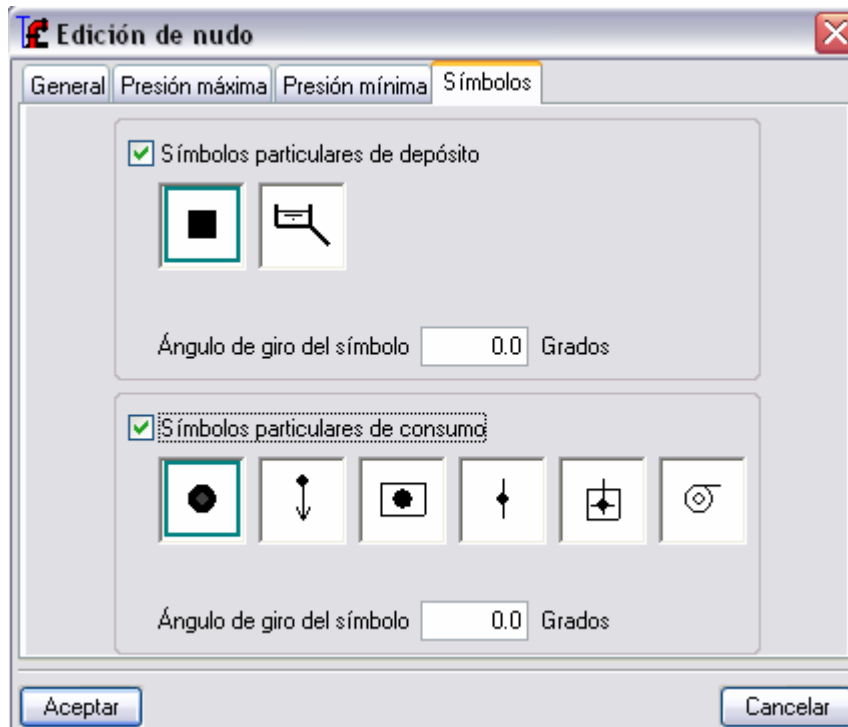 Edición de nudo
General Presión máxima Presión mínima Símbolos
Símbolos particulares de depósito
Ángulo de giro del símbolo 0.0 Grados
Símbolos particulares de consumo
Ángulo de giro del símbolo 0.0 Grados
Aceptar Cancelar